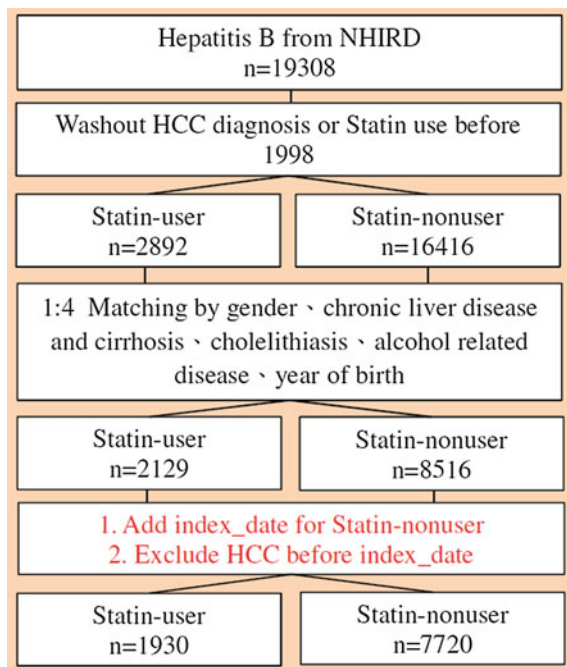 Hepatitis B from NHIRD
n=19308
Washout HCC diagnosis or Statin use before
1998
Statin-user
n=2892
Statin-nonuser
n=16416
1:4 Matching by gender、chronic liver disease
and cirrhosis、cholelithiasis、alcohol related
disease、year of birth
Statin-user
n=2129
Statin-nonuser
n=8516
1. Add index_date for Statin-nonuser
2. Exclude HCC before index_date
Statin-user
n=1930
Statin-nonuser
n=7720